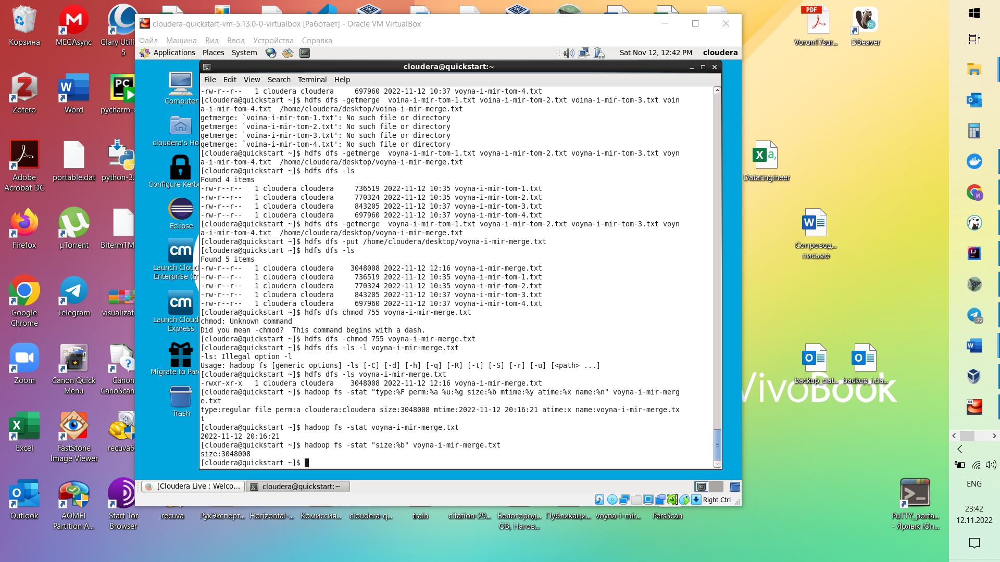 cloudera-quickstart-vm-5.13.0-0-virtualbox [Работает] - Oracle VM VirtualBox
Файл Машина Вид Ввод Устройства Справка
Applications Places System
Sat Nov 12, 12:42 PM cloudera
cloudera@quickstart:~
File Edit View Search Terminal Help
-rw-r--r--   1 cloudera cloudera     697960 2022-11-12 10:37 voyna-i-mir-tom-4.txt
[cloudera@quickstart ~]$ hdfs dfs -getmerge  voina-i-mir-tom-1.txt voina-i-mir-tom-2.txt voina-i-mir-tom-3.txt voin
a-i-mir-tom-4.txt  /home/cloudera/desktop/voina-i-mir-merge.txt
getmerge: `voina-i-mir-tom-1.txt': No such file or directory
getmerge: `voina-i-mir-tom-2.txt': No such file or directory
getmerge: `voina-i-mir-tom-3.txt': No such file or directory
getmerge: `voina-i-mir-tom-4.txt': No such file or directory
[cloudera@quickstart ~]$ hdfs dfs -getmerge  voyna-i-mir-tom-1.txt voyna-i-mir-tom-2.txt voyna-i-mir-tom-3.txt voyn
a-i-mir-tom-4.txt  /home/cloudera/desktop/voyna-i-mir-merge.txt
[cloudera@quickstart ~]$ hdfs dfs -ls
Found 4 items
-rw-r--r--   1 cloudera cloudera     736519 2022-11-12 10:35 voyna-i-mir-tom-1.txt
-rw-r--r--   1 cloudera cloudera     770324 2022-11-12 10:35 voyna-i-mir-tom-2.txt
-rw-r--r--   1 cloudera cloudera     843205 2022-11-12 10:37 voyna-i-mir-tom-3.txt
-rw-r--r--   1 cloudera cloudera     697960 2022-11-12 10:37 voyna-i-mir-tom-4.txt
[cloudera@quickstart ~]$ hdfs dfs -getmerge  voyna-i-mir-tom-1.txt voyna-i-mir-tom-2.txt voyna-i-mir-tom-3.txt voyn
a-i-mir-tom-4.txt  /home/cloudera/desktop/voyna-i-mir-merge.txt
[cloudera@quickstart ~]$ hdfs dfs -put /home/cloudera/desktop/voyna-i-mir-merge.txt
[cloudera@quickstart ~]$ hdfs dfs -ls
Found 5 items
-rw-r--r--   1 cloudera cloudera    3048008 2022-11-12 12:16 voyna-i-mir-merge.txt
-rw-r--r--   1 cloudera cloudera     736519 2022-11-12 10:35 voyna-i-mir-tom-1.txt
-rw-r--r--   1 cloudera cloudera     770324 2022-11-12 10:35 voyna-i-mir-tom-2.txt
-rw-r--r--   1 cloudera cloudera     843205 2022-11-12 10:37 voyna-i-mir-tom-3.txt
-rw-r--r--   1 cloudera cloudera     697960 2022-11-12 10:37 voyna-i-mir-tom-4.txt
[cloudera@quickstart ~]$ hdfs dfs chmod 755 voyna-i-mir-merge.txt
chmod: Unknown command
Did you mean -chmod?  This command begins with a dash.
[cloudera@quickstart ~]$ hdfs dfs -chmod 755 voyna-i-mir-merge.txt
[cloudera@quickstart ~]$ hdfs dfs -ls -l voyna-i-mir-merge.txt
-ls: Illegal option -l
Usage: hadoop fs [generic options] -ls [-C] [-d] [-h] [-q] [-R] [-t] [-S] [-r] [-u] [<path> ...]
[cloudera@quickstart ~]$ hdfs dfs -ls voyna-i-mir-merge.txt
-rwxr-xr-x   1 cloudera cloudera    3048008 2022-11-12 12:16 voyna-i-mir-merge.txt
[cloudera@quickstart ~]$ hadoop fs -stat "type:%F perm:%a %u:%g size:%b mtime:%y atime:%x name:%n" voyna-i-mir-merg
e.txt
type:regular file perm:a cloudera:cloudera size:3048008 mtime:2022-11-12 20:16:21 atime:x name:voyna-i-mir-merge.tx
t
[cloudera@quickstart ~]$ hadoop fs -stat voyna-i-mir-merge.txt
2022-11-12 20:16:21
[cloudera@quickstart ~]$ hadoop fs -stat "size:%b" voyna-i-mir-merge.txt
size:3048008
[cloudera@quickstart ~]$
Computer
cloudera's Ho
Configure Kerb
Eclipse
cm
Launch Cloud
Enterprise (tr
cm
Launch Cloud
Express
Migrate to Par
Trash
[Cloudera Live : Welco... cloudera@quickstart:~
Right Ctrl
Корзина MEGAsync Glary Util
5
Zotero Word pycharm-
Adobe
Acrobat DC
portable.dat python-3.
Firefox µTorrent BitermTM
Google
Chrome
Telegram visualizat
Zoom Canon Quick
Menu
Canon
CanoScan
Excel FastStone
Image Viewer
recuva6
Outlook AOMEI
Partition A...
Start Tor
Browser
recuva РукЭксперт... Horizontal-... Комиссия... cloudera-q... train citation-29... Белогород...
ОВ, Нагов...
Публикаци... voyna-i-mir... PersScan
PDF
Voron17sur... DBeaver
DataEngineer
Сопровод...
письмо
backup_dat... backup_i.da...
VivoBook
PuTTY_porta...
- Ярлык Юп...
72
ENG
23:42
12.11.2022